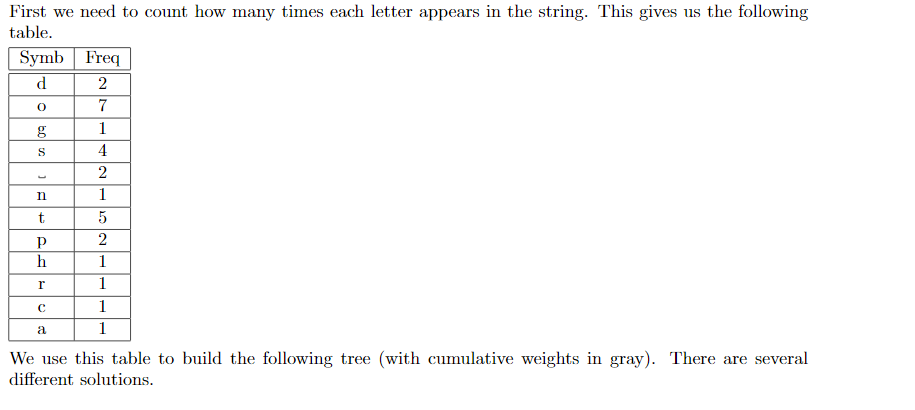 First we need to count how many times each letter appears in the string. This gives us the following
table.
Symb Freq
d 2
o 7
g 1
s 4
␣ 2
n 1
t 5
p 2
h 1
r 1
c 1
a 1
We use this table to build the following tree (with cumulative weights in gray). There are several
different solutions.